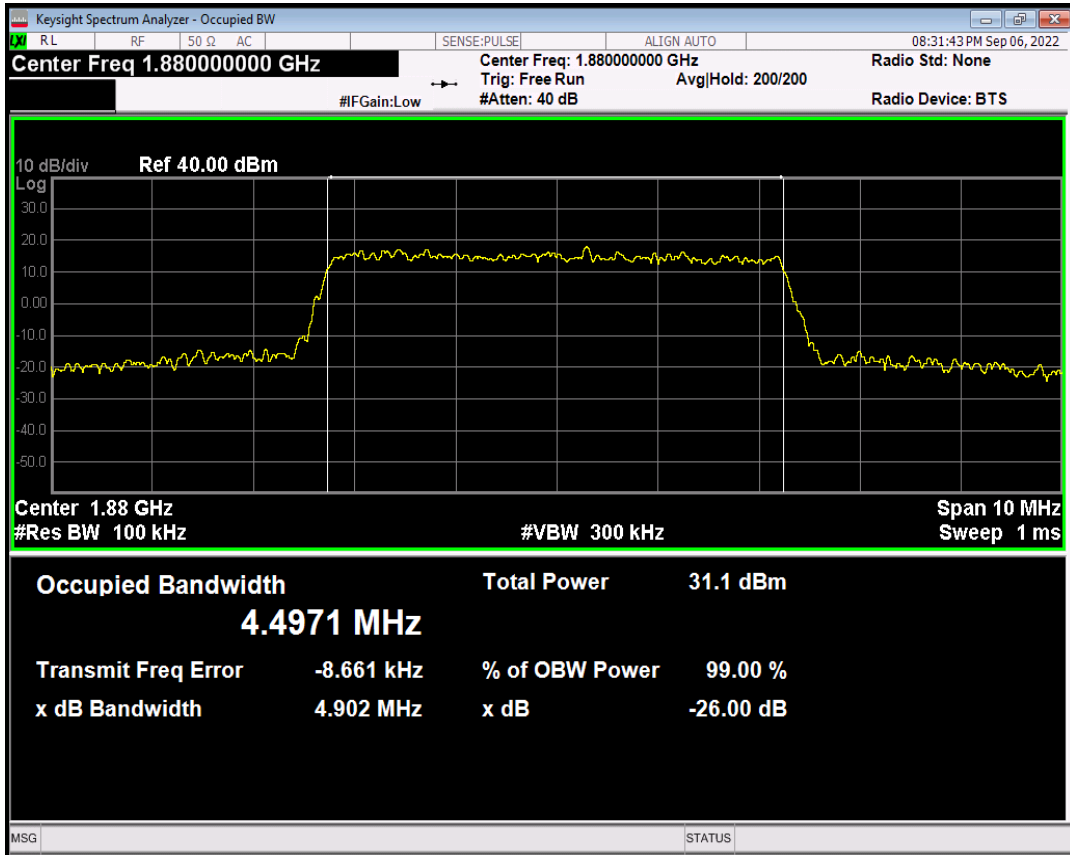 Keysight Spectrum Analyzer - Occupied BW
LXI RL RF 50 Ω AC SENSE:PULSE ALIGN AUTO 08:31:43 PM Sep 06, 2022
Center Freq 1.880000000 GHz Center Freq: 1.880000000 GHz Radio Std: None
Trig: Free Run Avg|Hold: 200/200
#IFGain:Low #Atten: 40 dB Radio Device: BTS
10 dB/div Ref 40.00 dBm
Log
30.0
20.0
10.0
0.00
-10.0
-20.0
-30.0
-40.0
-50.0
Center 1.88 GHz Span 10 MHz
#Res BW 100 kHz #VBW 300 kHz Sweep 1 ms
Occupied Bandwidth Total Power 31.1 dBm
4.4971 MHz
Transmit Freq Error -8.661 kHz % of OBW Power 99.00 %
x dB Bandwidth 4.902 MHz x dB -26.00 dB
MSG STATUS